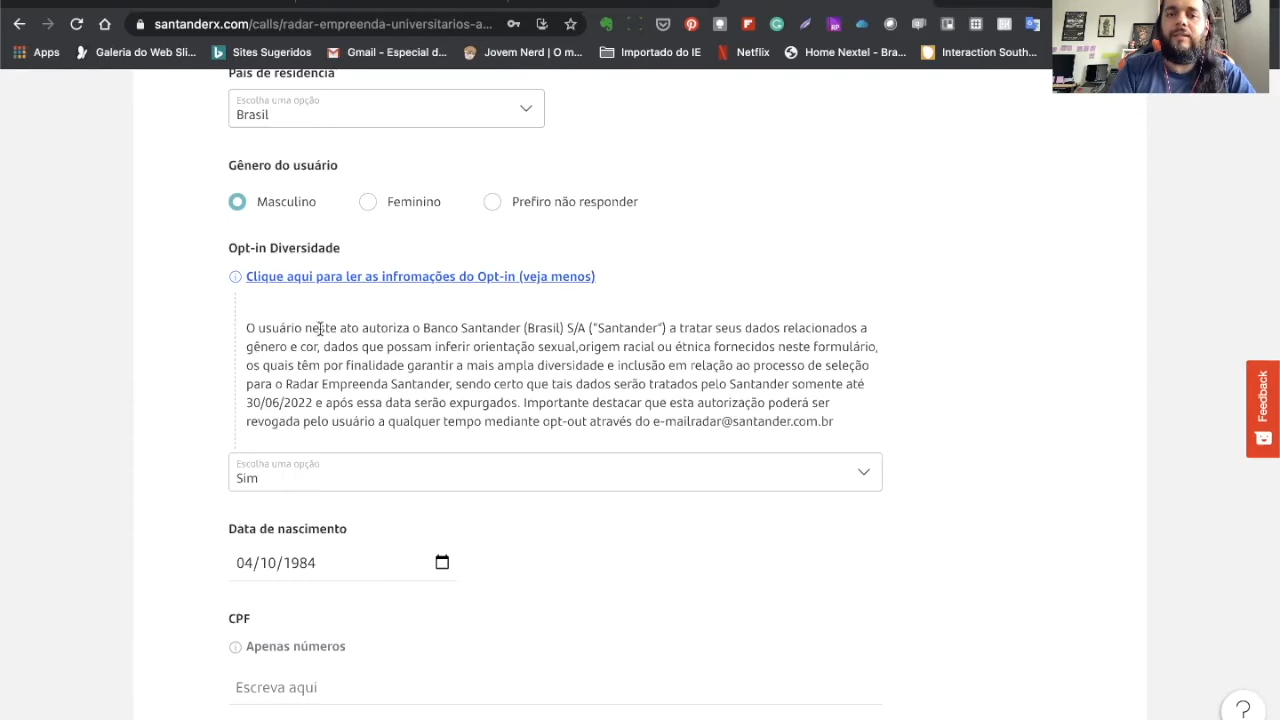 santanderx.com/calls/radar-empreenda-universitarios-a...
Apps
Galeria do Web Sli...
Sites Sugeridos
Gmail - Especial d...
Jovem Nerd | O m...
Importado do IE
Netflix
Home Nextel - Bra...
Interaction South...
País de residência
Escolha uma opção
Brasil
Gênero do usuário
Masculino
Feminino
Prefiro não responder
Opt-in Diversidade
Clique aqui para ler as infromações do Opt-in (veja menos)
O usuário neste ato autoriza o Banco Santander (Brasil) S/A ("Santander") a tratar seus dados relacionados a
gênero e cor, dados que possam inferir orientação sexual,origem racial ou étnica fornecidos neste formulário,
os quais têm por finalidade garantir a mais ampla diversidade e inclusão em relação ao processo de seleção
para o Radar Empreenda Santander, sendo certo que tais dados serão tratados pelo Santander somente até
30/06/2022 e após essa data serão expurgados. Importante destacar que esta autorização poderá ser
revogada pelo usuário a qualquer tempo mediante opt-out através do e-mailradar@santander.com.br
Escolha uma opção
Sim
Data de nascimento
04/10/1984
CPF
Apenas números
Escreva aqui
Feedback
?